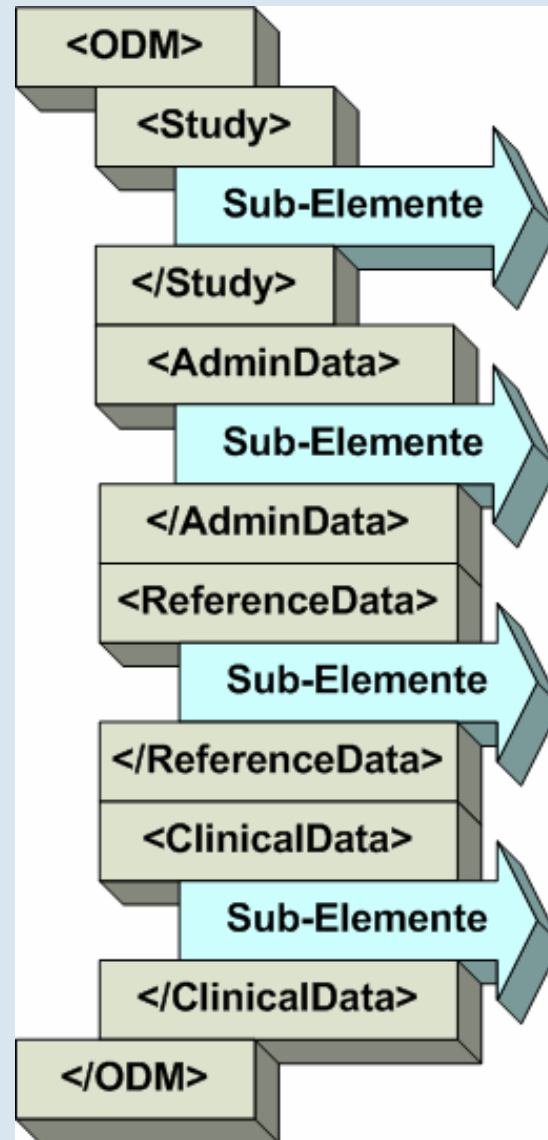 <ODM>
<Study>
Sub-Elemente
</Study>
<AdminData>
Sub-Elemente
</AdminData>
<ReferenceData>
Sub-Elemente
</ReferenceData>
<ClinicalData>
Sub-Elemente
</ClinicalData>
</ODM>